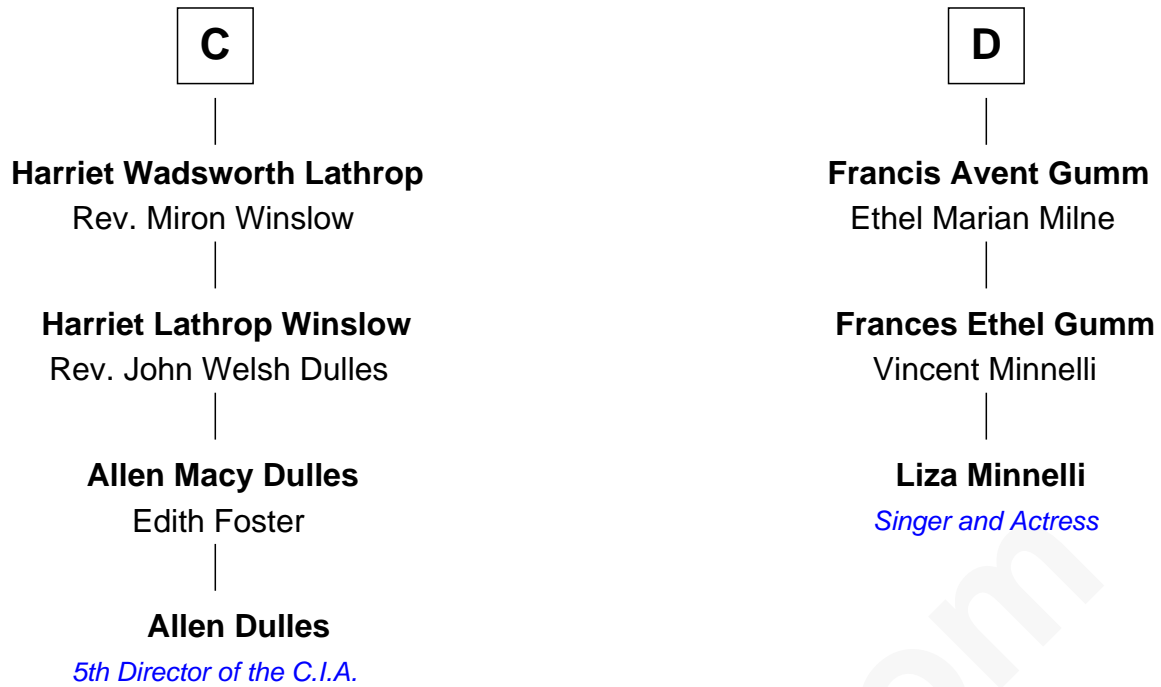 C
Harriet Wadsworth Lathrop
Rev. Miron Winslow
Harriet Lathrop Winslow
Rev. John Welsh Dulles
Allen Macy Dulles
Edith Foster
Allen Dulles
5th Director of the C.I.A.
D
Francis Avent Gumm
Ethel Marian Milne
Frances Ethel Gumm
Vincent Minnelli
Liza Minnelli
Singer and Actress
om